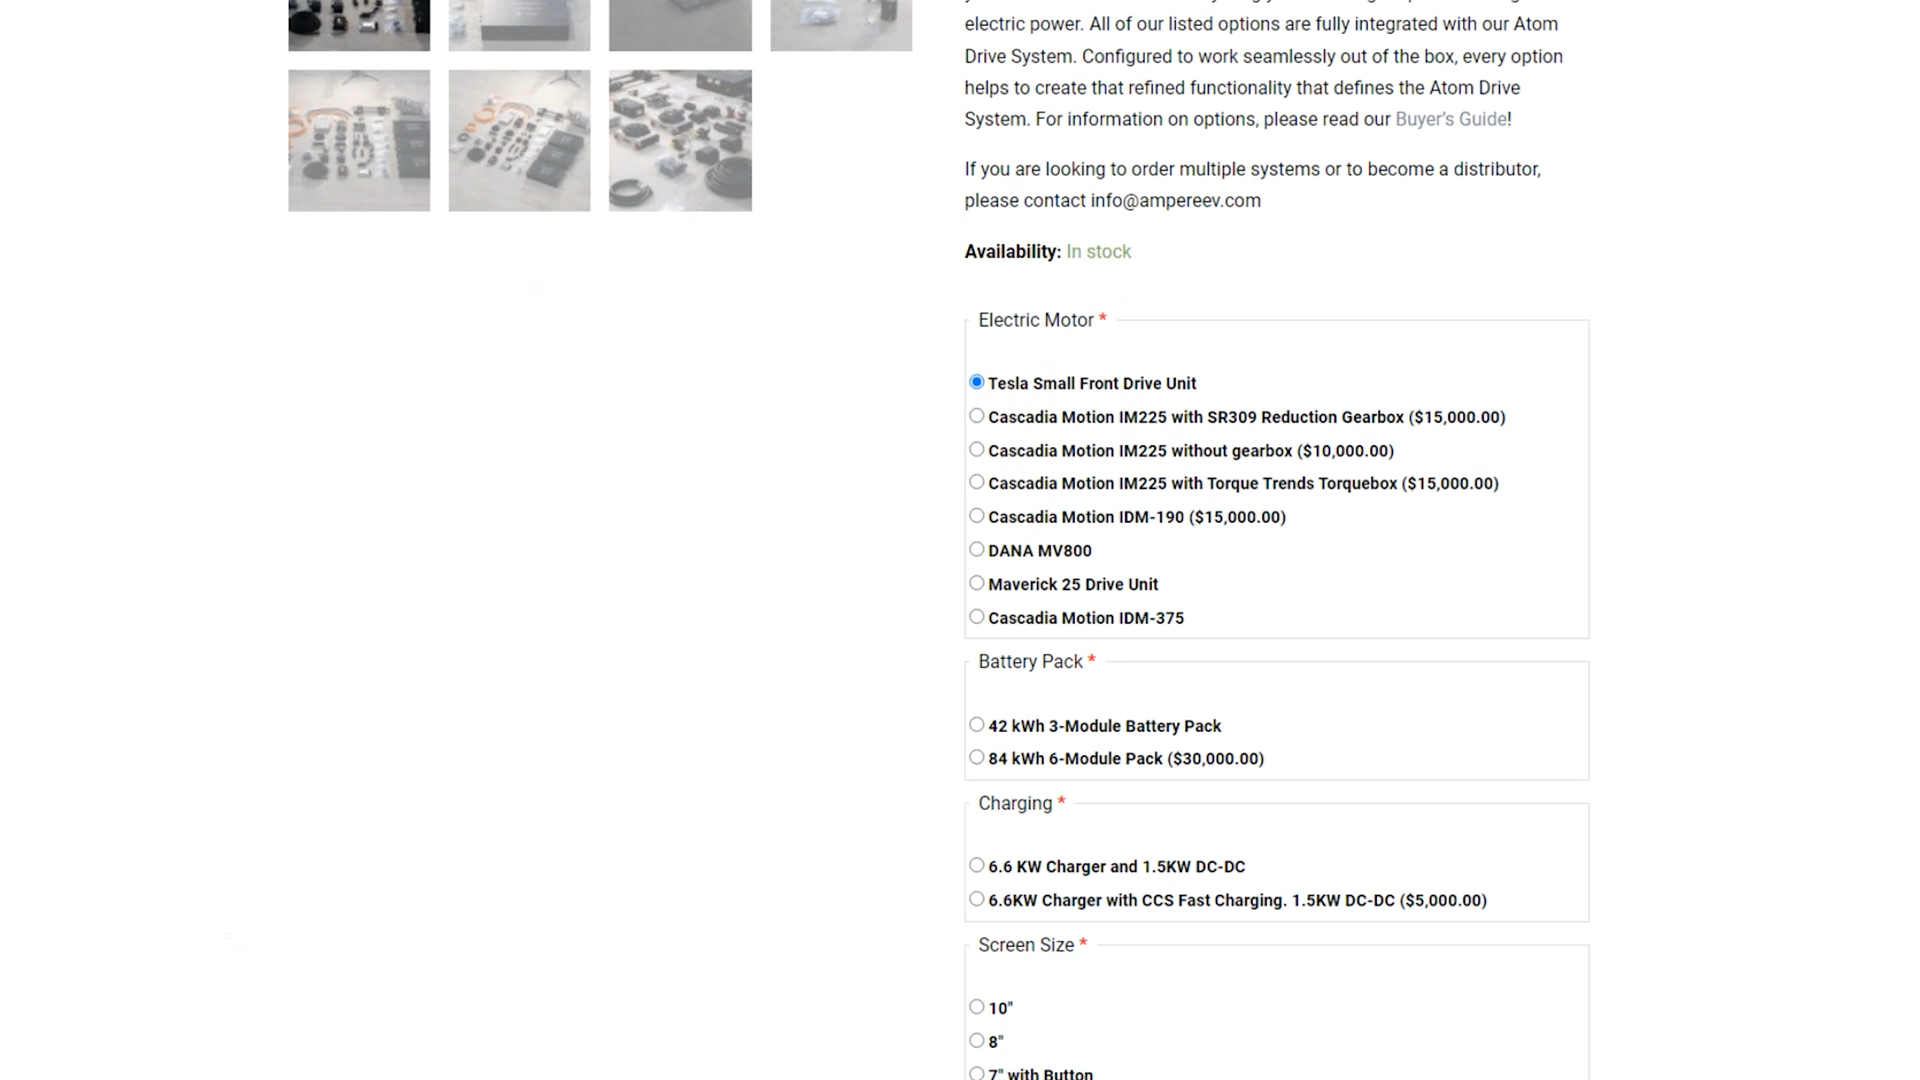 electric power. All of our listed options are fully integrated with our Atom
Drive System. Configured to work seamlessly out of the box, every option
helps to create that refined functionality that defines the Atom Drive
System. For information on options, please read our Buyer's Guide!
If you are looking to order multiple systems or to become a distributor,
please contact info@ampereev.com
Availability: In stock
Electric Motor *
Tesla Small Front Drive Unit
Cascadia Motion IM225 with SR309 Reduction Gearbox ($15,000.00)
Cascadia Motion IM225 without gearbox ($10,000.00)
Cascadia Motion IM225 with Torque Trends Torquebox ($15,000.00)
Cascadia Motion IDM-190 ($15,000.00)
DANA MV800
Maverick 25 Drive Unit
Cascadia Motion IDM-375
Battery Pack *
42 kWh 3-Module Battery Pack
84 kWh 6-Module Pack ($30,000.00)
Charging *
6.6 KW Charger and 1.5KW DC-DC
6.6KW Charger with CCS Fast Charging. 1.5KW DC-DC ($5,000.00)
Screen Size *
10"
8"
7" with Button